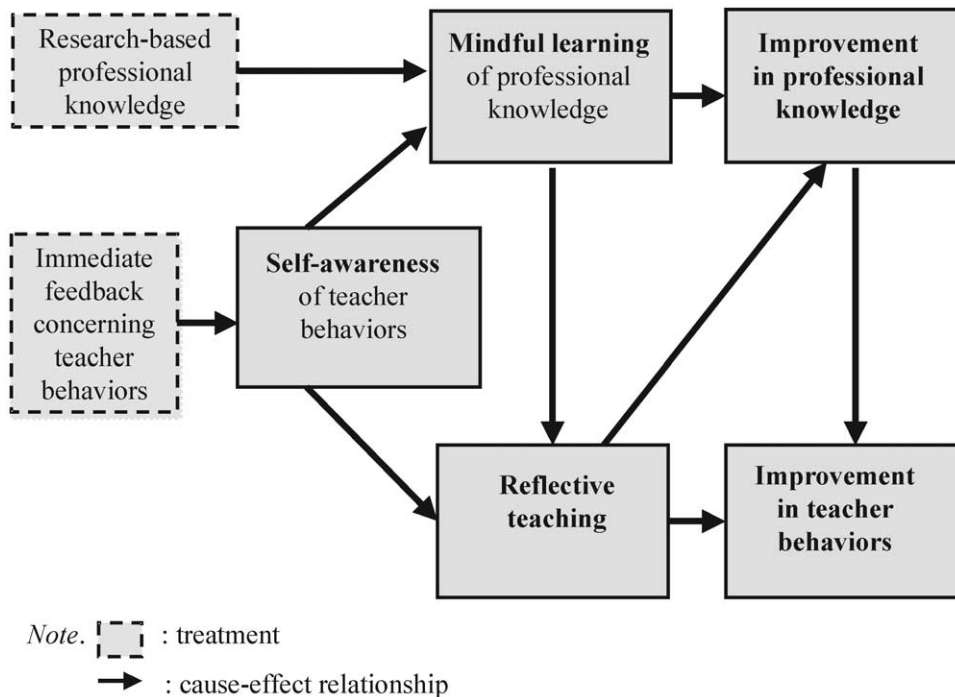 Research-based
professional
knowledge
Mindful learning
of professional
knowledge
Improvement
in professional
knowledge
Immediate
feedback
concerning
teacher
behaviors
Self-awareness
of teacher
behaviors
Reflective
teaching
Improvement
in teacher
behaviors
Note. : treatment
: cause-effect relationship